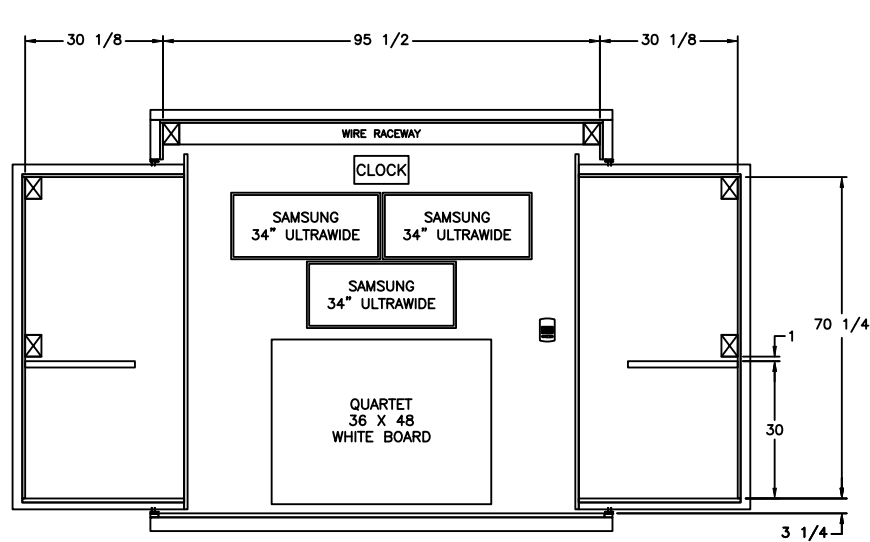 30 1/8
95 1/2
30 1/8
WIRE RACEWAY
CLOCK
SAMSUNG
34" ULTRAWIDE
SAMSUNG
34" ULTRAWIDE
SAMSUNG
34" ULTRAWIDE
70 1/4
1
QUARTET
36 X 48
WHITE BOARD
30
3 1/4